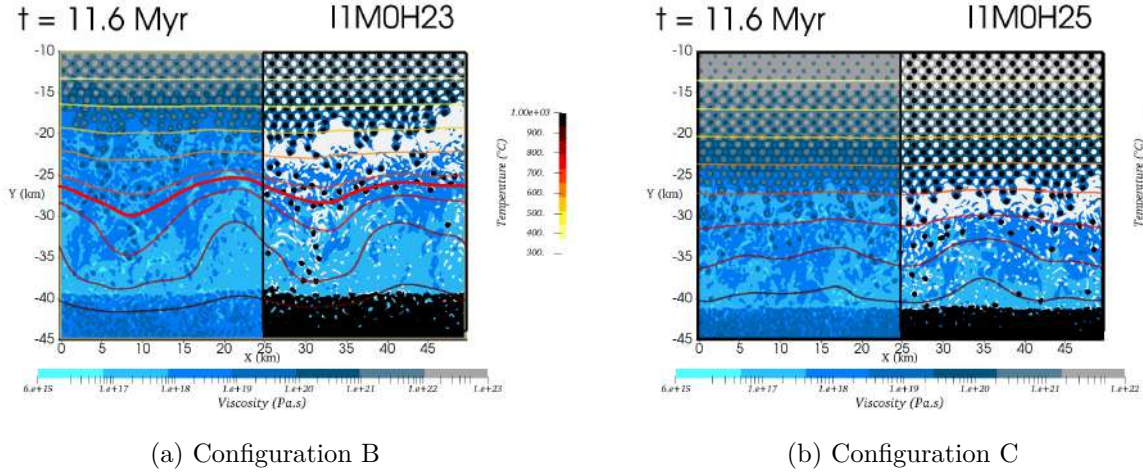 t = 11.6 Myr I1M0H23
-10
-15
-20
Y (km)
-25
-30
-35
-40
-45
0 5 10 15 20 25 25 30 35 40 45
X (km)
1.00e+03
900.
800.
700.
600.
500.
400.
300.
Temperature (°C)
6.e+15 1.e+17 1.e+18 1.e+19 1.e+20 1.e+21 1.e+22 1.e+23
Viscosity (Pa.s)
(a) Configuration B
t = 11.6 Myr I1M0H25
-10
-15
-20
Y (km)
-25
-30
-35
-40
-45
0 5 10 15 20 25 30 35 40 45
X (km)
Temperature (°C)
6.e+15 1.e+17 1.e+18 1.e+19 1.e+20 1.e+21 1.e+22
Viscosity (Pa.s)
(b) Configuration C